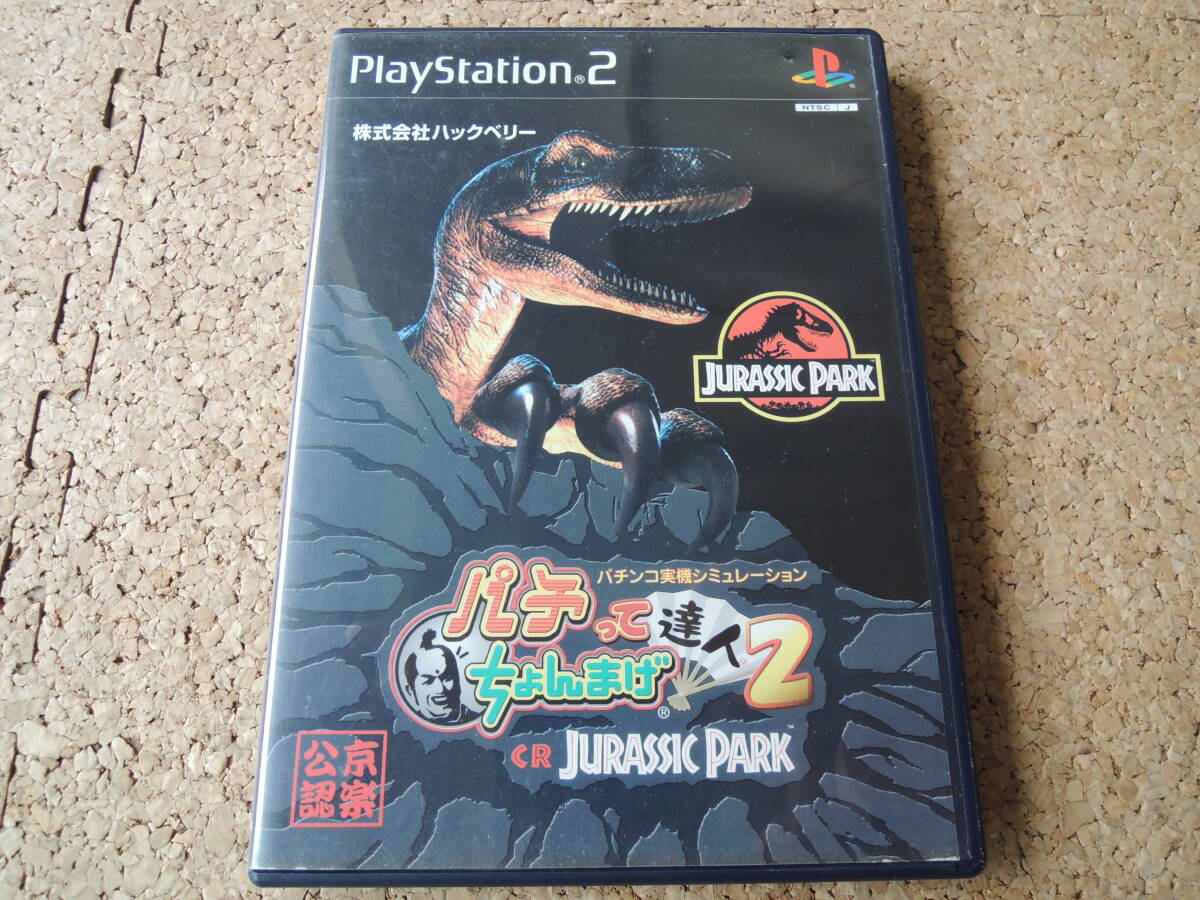 PlayStation®2
NTSC J
株式会社ハックベリー
JURASSIC PARK™
パチンコ実機シミュレーション
パチって
ちょんまげ®
達人2
CR JURASSIC PARK™
京楽
公認